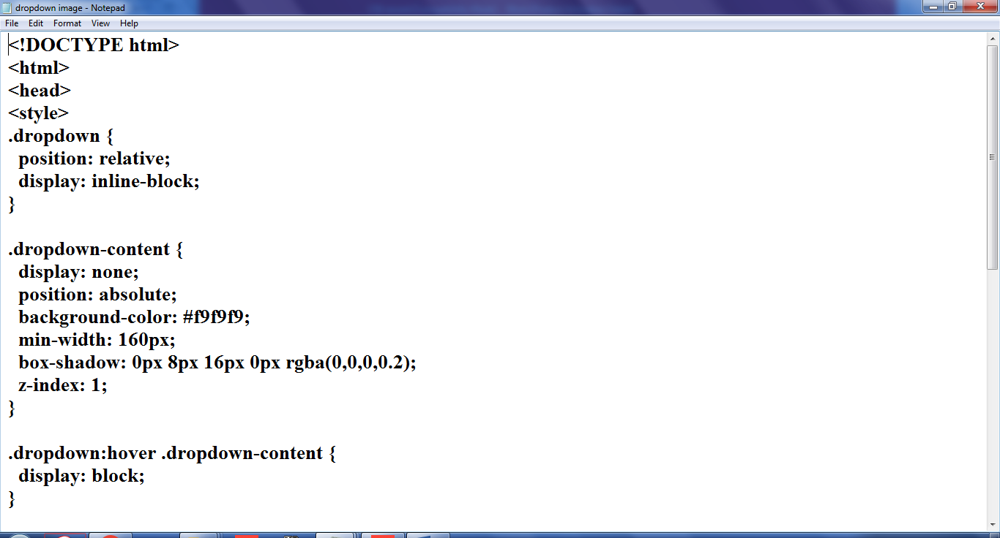 dropdown image - Notepad
File Edit Format View Help
<!DOCTYPE html>
<html>
<head>
<style>
.dropdown {
  position: relative;
  display: inline-block;
}

.dropdown-content {
  display: none;
  position: absolute;
  background-color: #f9f9f9;
  min-width: 160px;
  box-shadow: 0px 8px 16px 0px rgba(0,0,0,0.2);
  z-index: 1;
}

.dropdown:hover .dropdown-content {
  display: block;
}